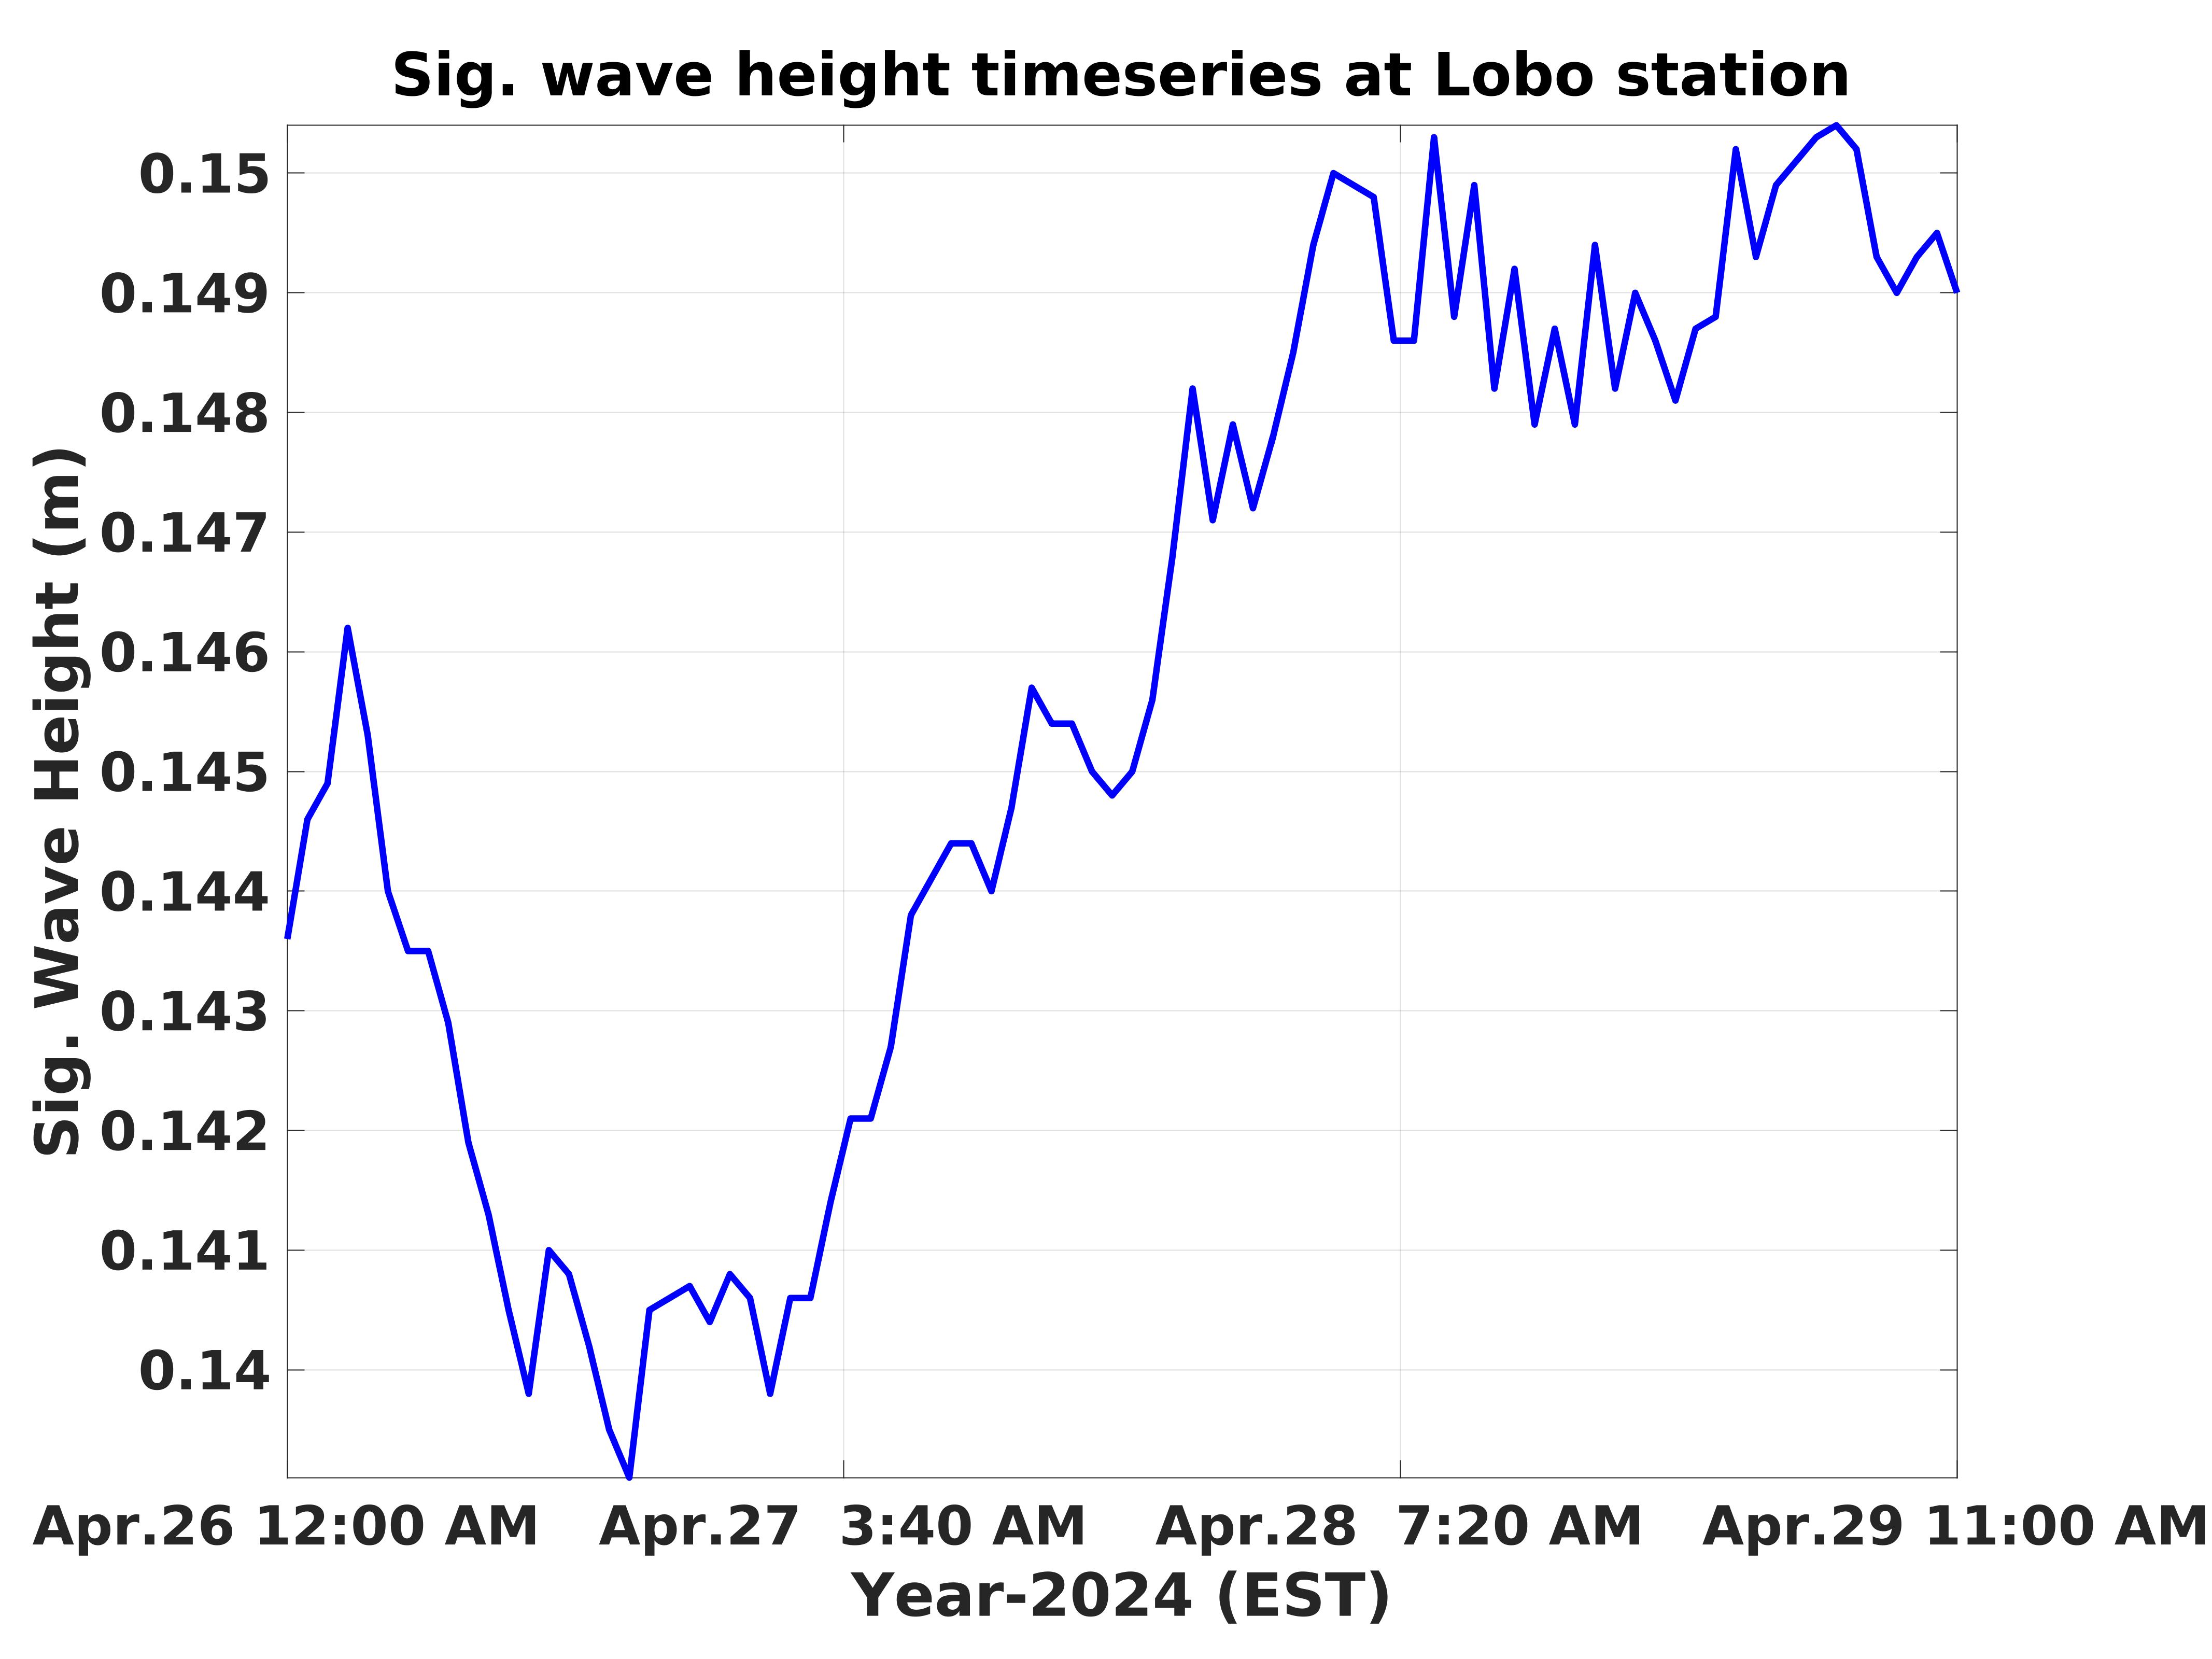 Sig. wave height timeseries at Lobo station
Sig. Wave Height (m)
0.15
0.149
0.148
0.147
0.146
0.145
0.144
0.143
0.142
0.141
0.14
Apr.26 12:00 AM Apr.27 3:40 AM Apr.28 7:20 AM Apr.29 11:00 AM
Year-2024 (EST)